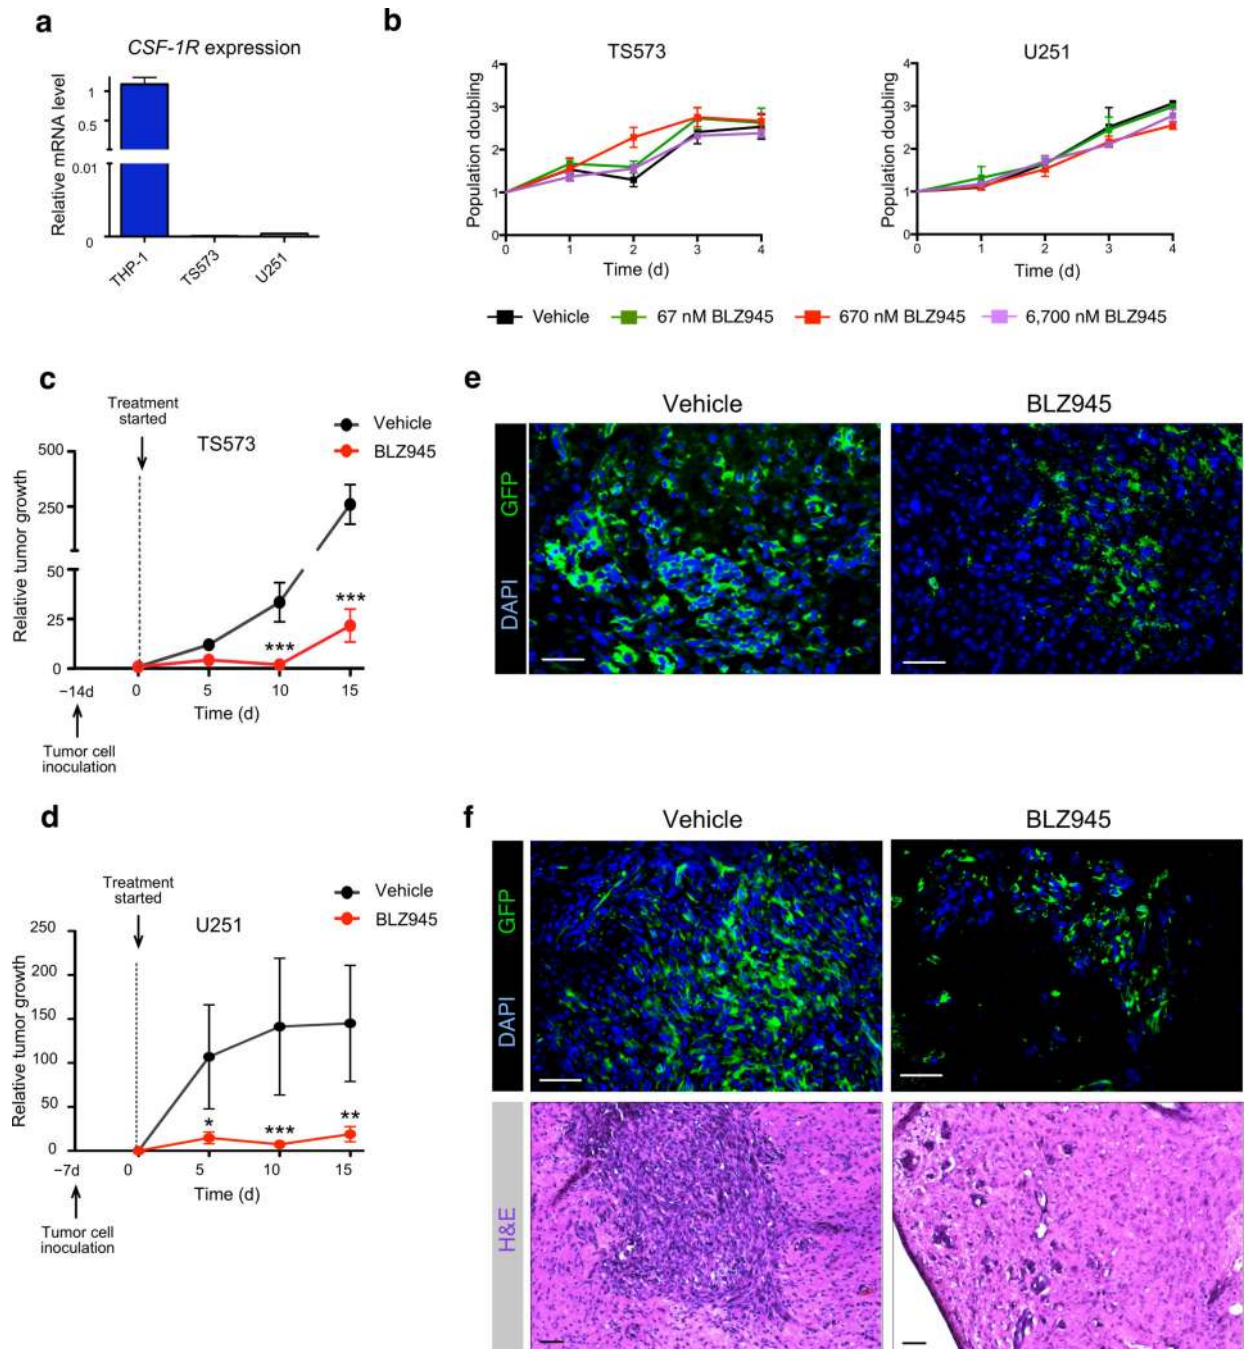 a
CSF-1R expression
Relative mRNA level
1
0.5
0.01
0
THP-1
TS573
U251
b
TS573
Population doubling
4
3
2
1
0
0 1 2 3 4
Time (d)
U251
Population doubling
4
3
2
1
0
0 1 2 3 4
Time (d)
Vehicle 67 nM BLZ945 670 nM BLZ945 6,700 nM BLZ945
c
Treatment
started
TS573
Vehicle
BLZ945
Relative tumor growth
500
250
50
25
0
***
***
−14d 0 5 10 15
Time (d)
Tumor cell
inoculation
d
Treatment
started
U251
Vehicle
BLZ945
Relative tumor growth
250
200
150
100
50
0
*
***
**
−7d 0 5 10 15
Time (d)
Tumor cell
inoculation
e
Vehicle BLZ945
DAPI GFP
f
Vehicle BLZ945
DAPI GFP
H&E